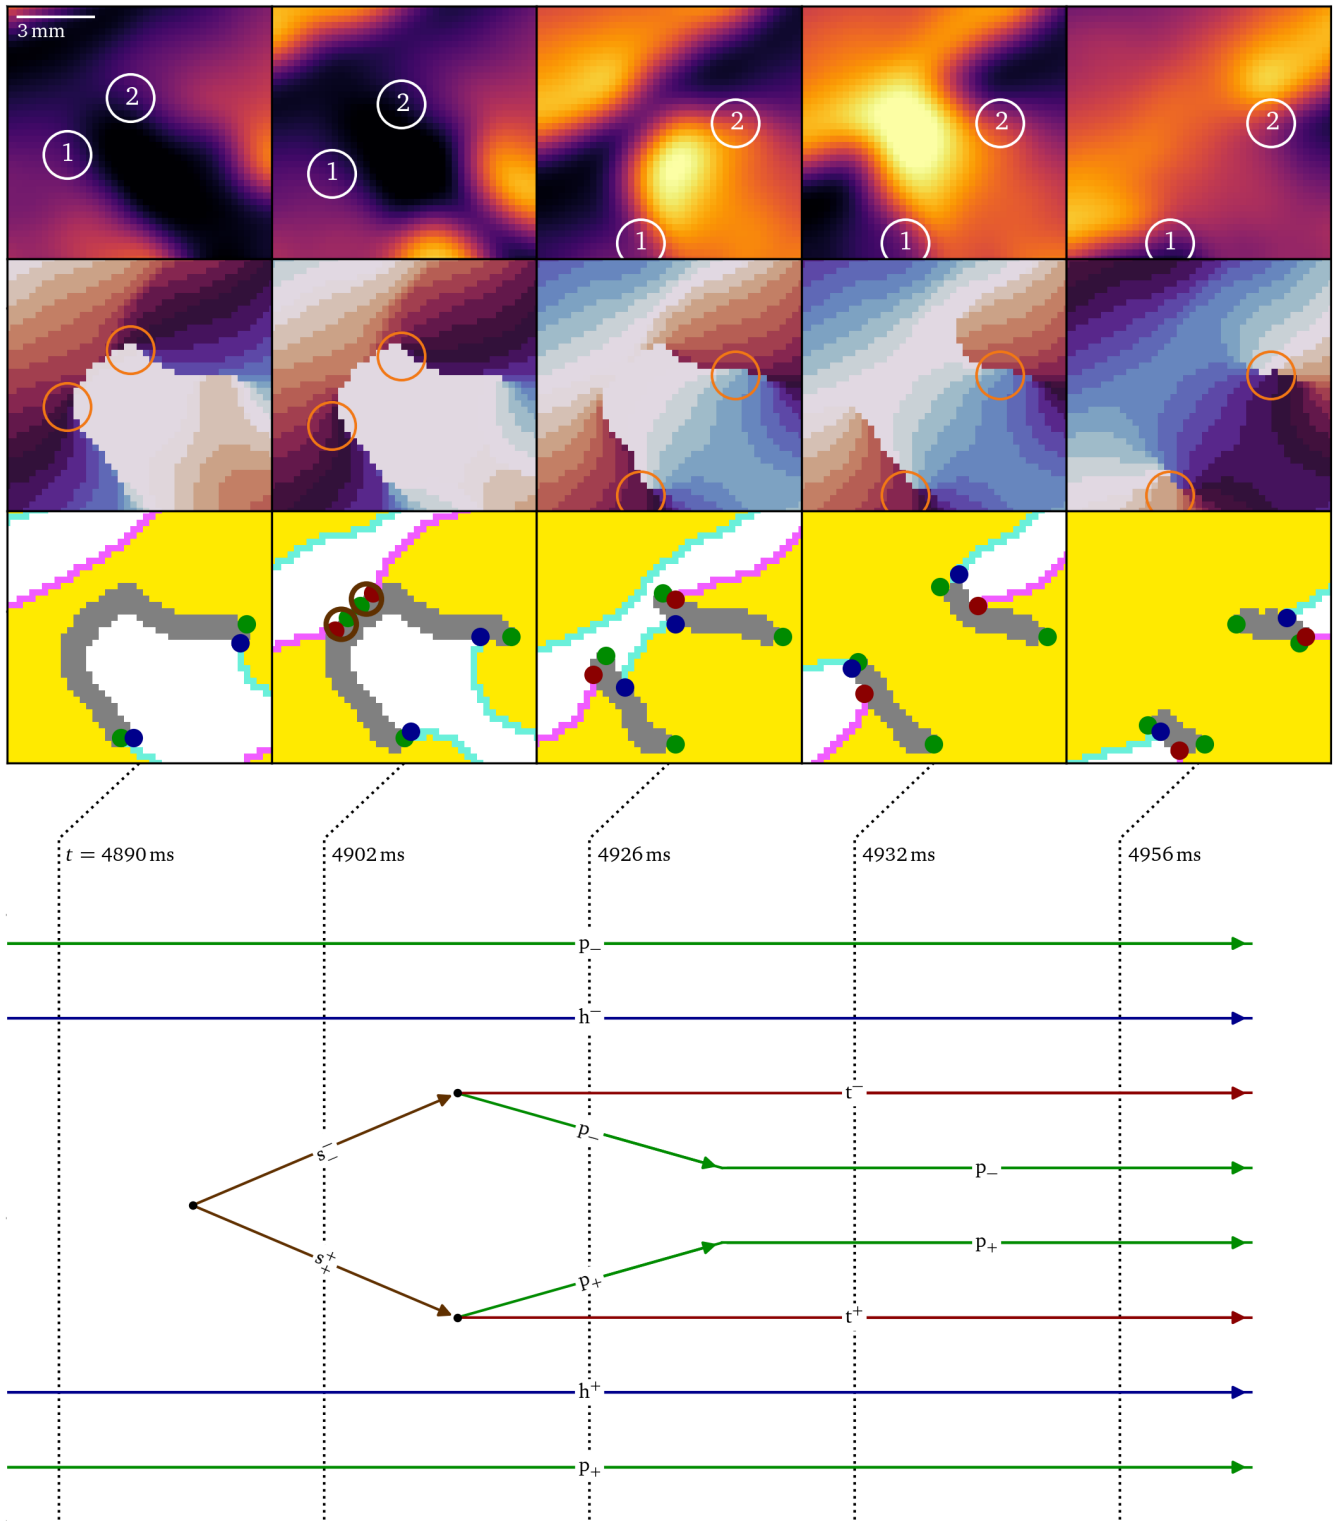 3 mm
2
1
2
1
2
1
2
1
2
1
t = 4890 ms 4902 ms 4926 ms 4932 ms 4956 ms
p₋
h⁻
t⁻
p₋
s₋⁻
p₋
p₊
s₊⁺
p₊
t⁺
h⁺
p₊